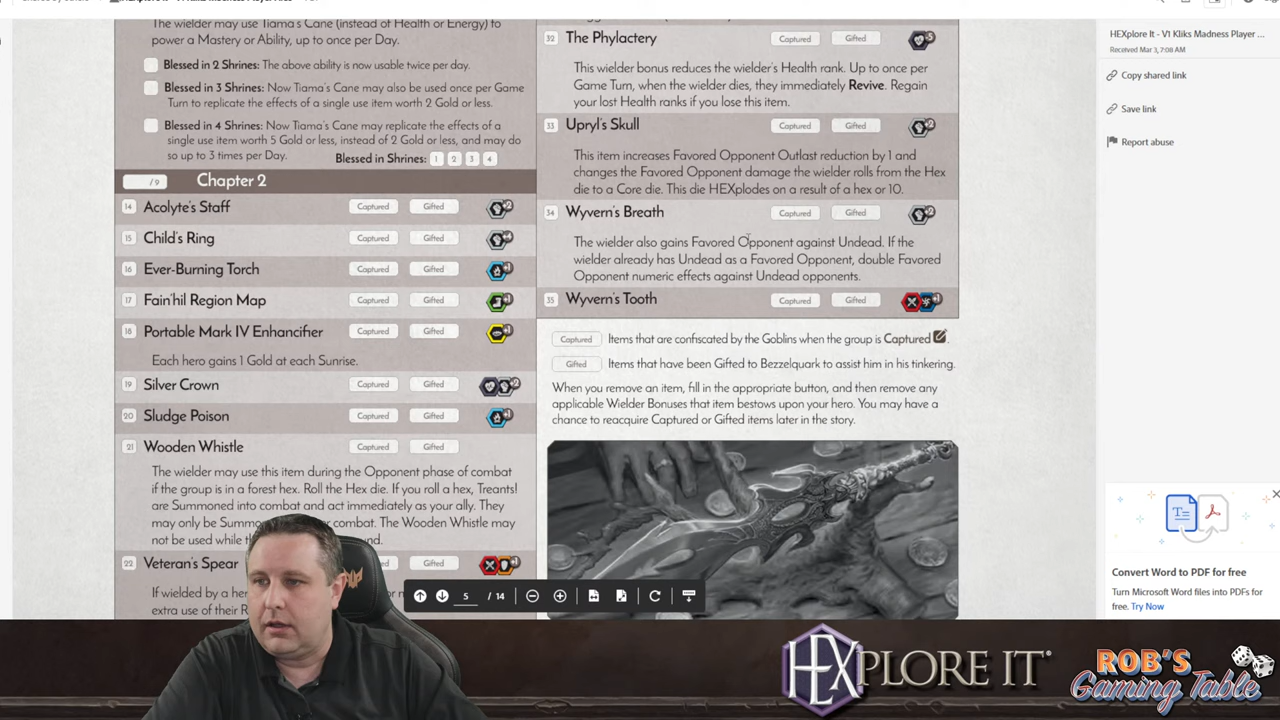 HEXplore It - V1 Kliks Madness Player ...
Received Mar 3, 7:08 AM
Copy shared link
Save link
Report abuse
The wielder may use Tiama's Cane (instead of Health or Energy) to
power a Mastery or Ability, up to once per Day.
Blessed in 2 Shrines: The above ability is now usable twice per day.
Blessed in 3 Shrines: Now Tiama's Cane may also be used once per Game
Turn to replicate the effects of a single use item worth 2 Gold or less.
Blessed in 4 Shrines: Now Tiama's Cane may replicate the effects of a
single use item worth 5 Gold or less, instead of 2 Gold or less, and may do
so up to 3 times per Day.
Blessed in Shrines: 1 2 3 4
/9 Chapter 2
14 Acolyte's Staff Captured Gifted
15 Child's Ring Captured Gifted
16 Ever-Burning Torch Captured Gifted
17 Fain'hil Region Map Captured Gifted
18 Portable Mark IV Enhancifier Captured Gifted
Each hero gains 1 Gold at each Sunrise.
19 Silver Crown Captured Gifted
20 Sludge Poison Captured Gifted
21 Wooden Whistle Captured Gifted
The wielder may use this item during the Opponent phase of combat
if the group is in a forest hex. Roll the Hex die. If you roll a hex, Treants!
are Summoned into combat and act immediately as your ally. They
may only be combat. The Wooden Whistle may
not be used while
22 Veteran's Spear Gifted
If wielded by a
extra use of their
32 The Phylactery Captured Gifted
This wielder bonus reduces the wielder's Health rank. Up to once per
Game Turn, when the wielder dies, they immediately Revive. Regain
your lost Health ranks if you lose this item.
33 Upryl's Skull Captured Gifted
This item increases Favored Opponent Outlast reduction by 1 and
changes the Favored Opponent damage the wielder rolls from the Hex
die to a Core die. This die HEXplodes on a result of a hex or 10.
34 Wyvern's Breath Captured Gifted
The wielder also gains Favored Opponent against Undead. If the
wielder already has Undead as a Favored Opponent, double Favored
Opponent numeric effects against Undead opponents.
35 Wyvern's Tooth Captured Gifted
Captured Items that are confiscated by the Goblins when the group is Captured.
Gifted Items that have been Gifted to Bezzelquark to assist him in his tinkering.
When you remove an item, fill in the appropriate button, and then remove any
applicable Wielder Bonuses that item bestows upon your hero. You may have a
chance to reacquire Captured or Gifted items later in the story.
5 / 14
Convert Word to PDF for free
Turn Microsoft Word files into PDFs for
free. Try Now
HEXPLORE IT
ROB'S
Gaming Table